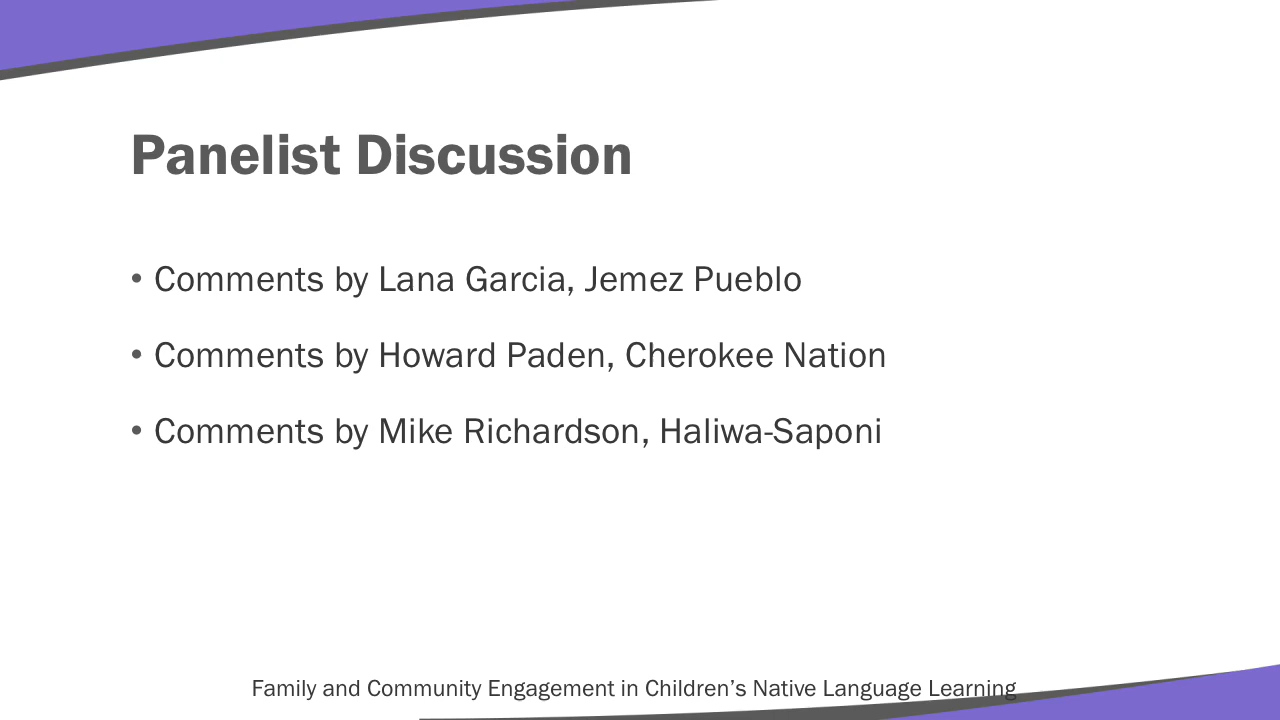 Panelist Discussion
• Comments by Lana Garcia, Jemez Pueblo
• Comments by Howard Paden, Cherokee Nation
• Comments by Mike Richardson, Haliwa-Saponi
Family and Community Engagement in Children’s Native Language Learning